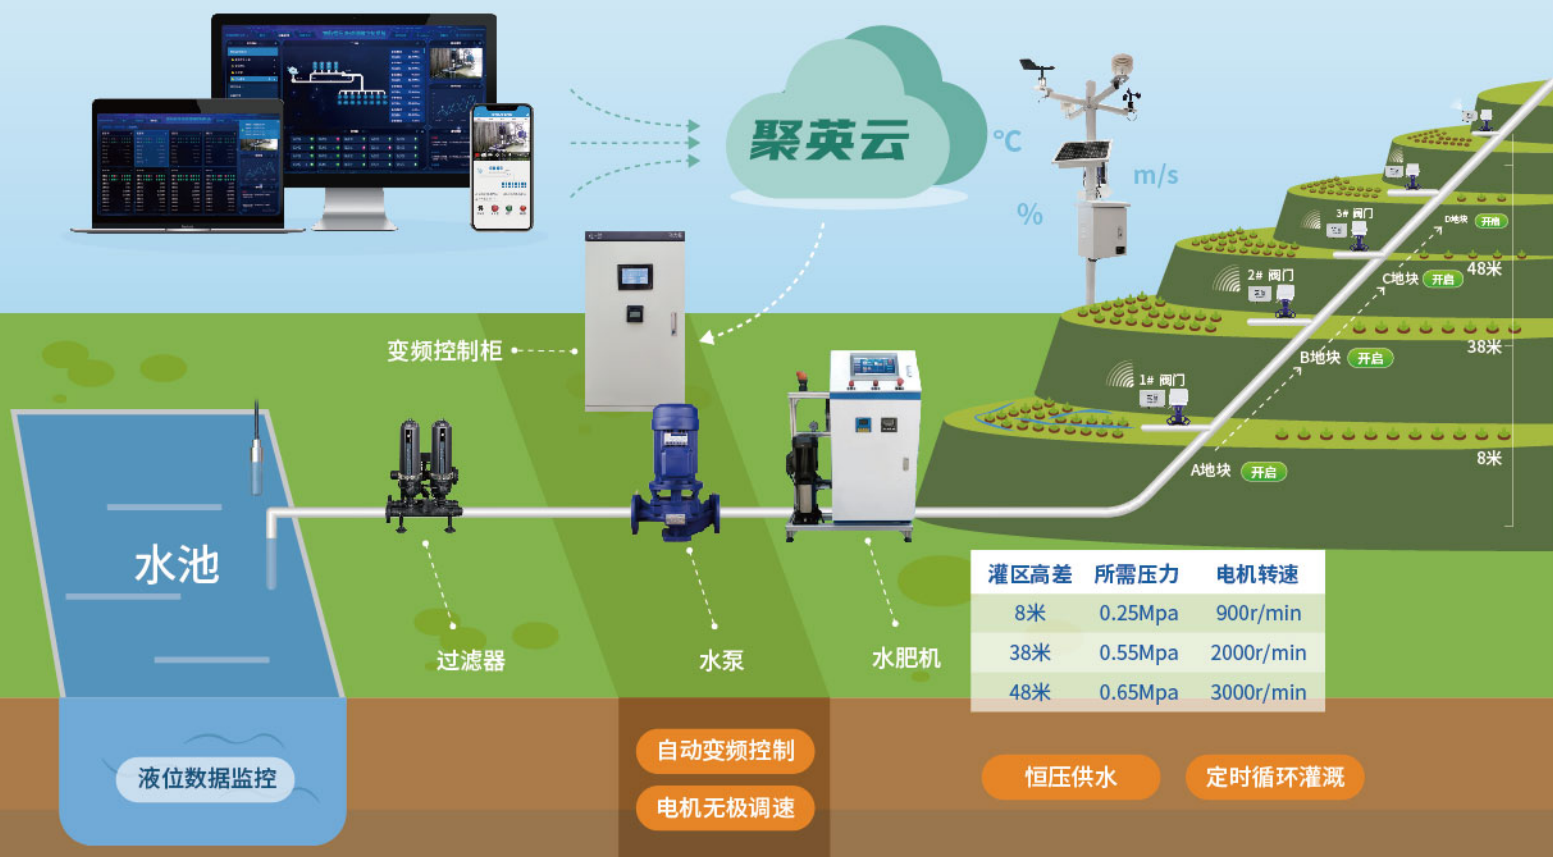 聚英云
°C
m/s
%
3# 阀门
D地块 开启
48米
2# 阀门
C地块 开启
变频控制柜
38米
B地块 开启
1# 阀门
8米
A地块 开启
水池
过滤器
水泵
水肥机
灌区高差 所需压力 电机转速
8米 0.25Mpa 900r/min
38米 0.55Mpa 2000r/min
48米 0.65Mpa 3000r/min
液位数据监控
自动变频控制
电机无极调速
恒压供水
定时循环灌溉